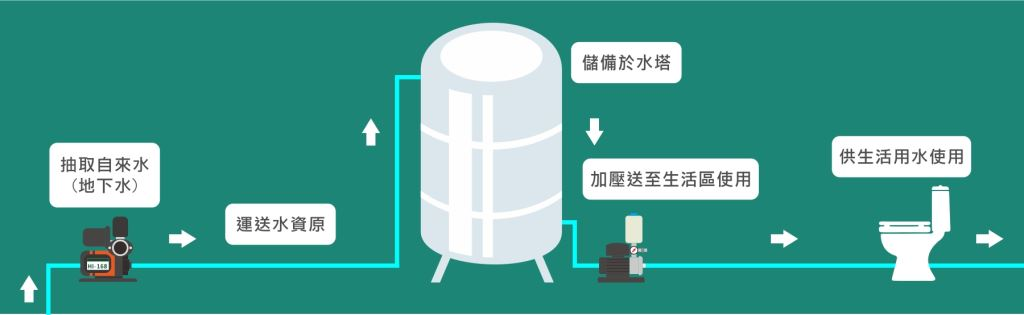 抽取自來水
（地下水）
HI-168
運送水資原
儲備於水塔
加壓送至生活區使用
供生活用水使用